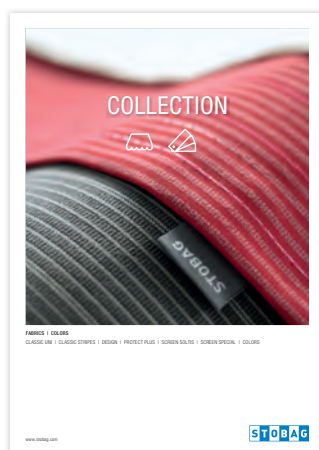 COLLECTION
STOBAG
FABRICS | COLORS
CLASSIC UNI | CLASSIC STRIPES | DESIGN | PROTECT PLUS | SCREEN SOLTIS | SCREEN SPECIAL | COLORS
www.stobag.com
STOBAG